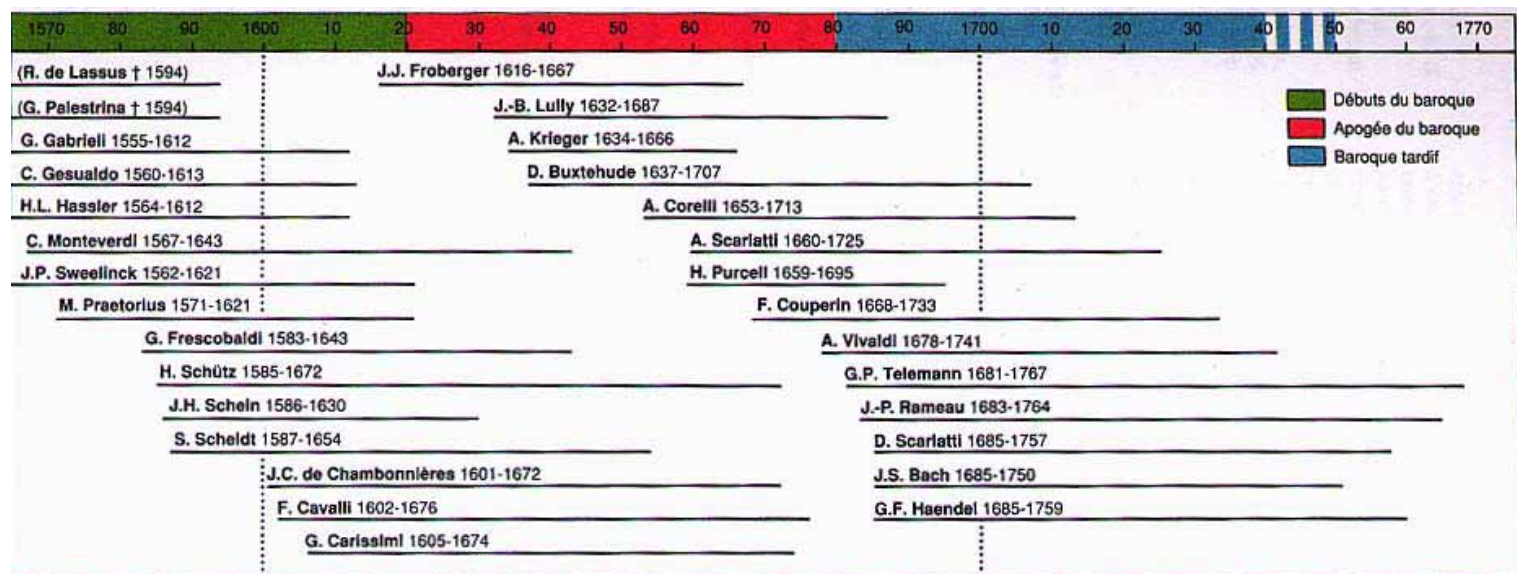 1570 80 90 1600 10 20 30 40 50 60 70 80 90 1700 10 20 30 40 50 60 1770
(R. de Lassus † 1594)
(G. Palestrina † 1594)
G. Gabrieli 1555-1612
C. Gesualdo 1560-1613
H.L. Hassler 1564-1612
C. Monteverdi 1567-1643
J.P. Sweelinck 1562-1621
M. Praetorius 1571-1621
G. Frescobaldi 1583-1643
H. Schütz 1585-1672
J.H. Schein 1586-1630
S. Scheidt 1587-1654
J.C. de Chambonnières 1601-1672
F. Cavalli 1602-1676
G. Carissimi 1605-1674
J.J. Froberger 1616-1667
J.-B. Lully 1632-1687
A. Krieger 1634-1666
D. Buxtehude 1637-1707
A. Corelli 1653-1713
A. Scarlatti 1660-1725
H. Purcell 1659-1695
F. Couperin 1668-1733
A. Vivaldi 1678-1741
G.P. Telemann 1681-1767
J.-P. Rameau 1683-1764
D. Scarlatti 1685-1757
J.S. Bach 1685-1750
G.F. Haendel 1685-1759
Débuts du baroque
Apogée du baroque
Baroque tardif